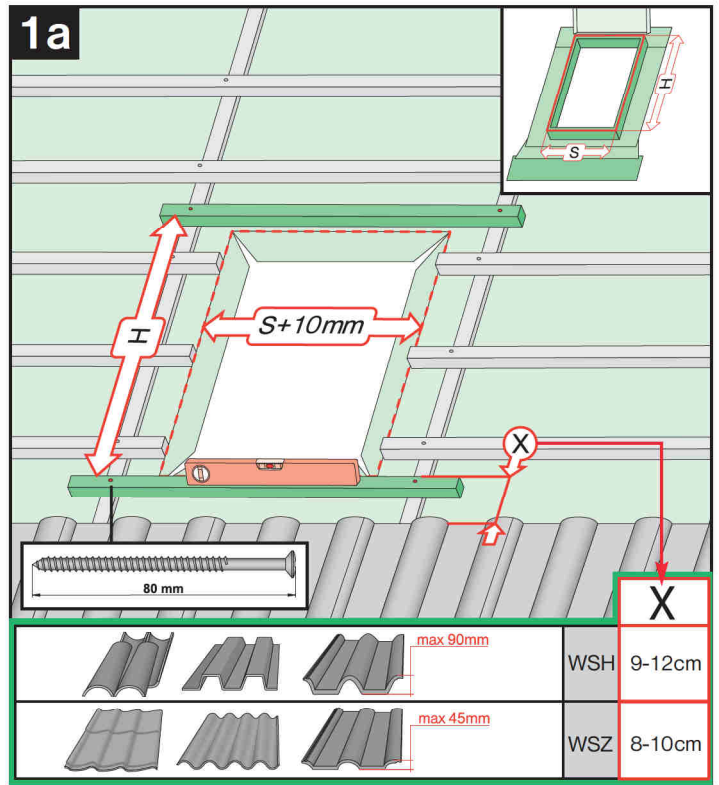 1a
H
S
H
S+10mm
X
80 mm
X
max 90mm
WSH
9-12cm
max 45mm
WSZ
8-10cm